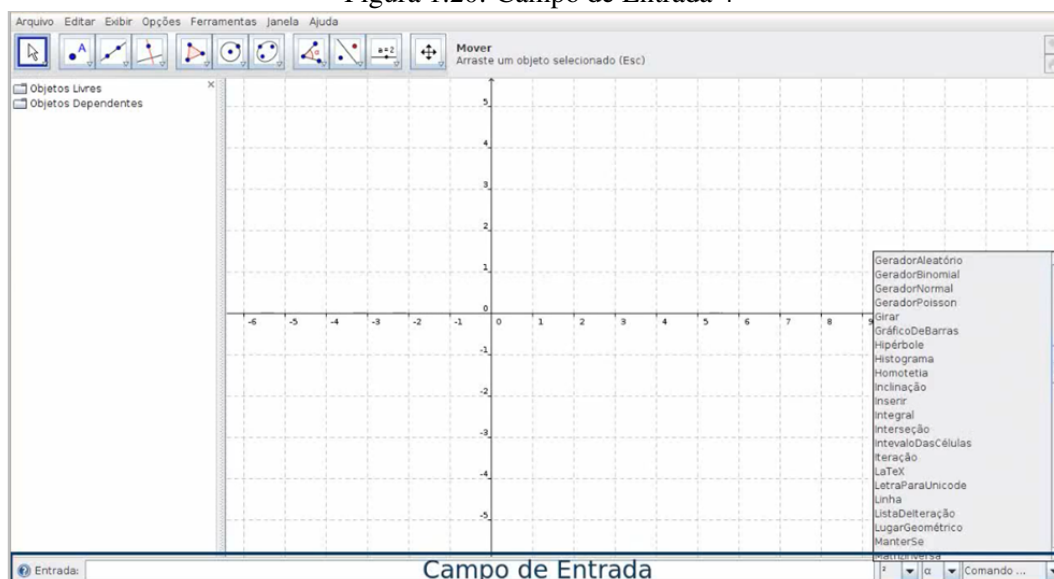 Figura Campo de Entrada
Arquivo Editar Exibir Opções Ferramentas Janela Ajuda
A
α
a=2
Mover
Arraste um objeto selecionado (Esc)
Objetos Livres
Objetos Dependentes
5
4
3
2
1
0
-6 -5 -4 -3 -2 -1 0 1 2 3 4 5 6 7 8 9
-1
-2
-3
-4
-5
GeradorAleatório
GeradorBinomial
GeradorNormal
GeradorPoisson
Girar
GráficoDeBarras
Hipérbole
Histograma
Homotetia
Inclinação
Inserir
Integral
Interseção
IntevaloDasCélulas
Iteração
LaTeX
LetraParaUnicode
Linha
ListaDeIteração
LugarGeométrico
ManterSe
Entrada:
Campo de Entrada
² α Comando ...